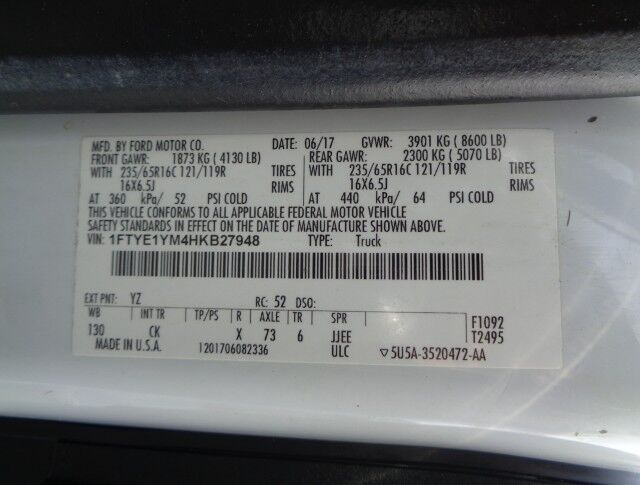 MFD. BY FORD MOTOR CO. DATE: 06/17 GVWR: 3901 KG ( 8600 LB)
FRONT GAWR: 1873 KG ( 4130 LB) REAR GAWR: 2300 KG ( 5070 LB)
WITH 235/65R16C 121/119R TIRES WITH 235/65R16C 121/119R TIRES
16X6.5J RIMS 16X6.5J RIMS
AT 360 kPa/ 52 PSI COLD AT 440 kPa/ 64 PSI COLD
THIS VEHICLE CONFORMS TO ALL APPLICABLE FEDERAL MOTOR VEHICLE
SAFETY STANDARDS IN EFFECT ON THE DATE OF MANUFACTURE SHOWN ABOVE.
VIN: 1FTYE1YM4HKB27948 TYPE: Truck
EXT PNT: YZ RC: 52 DSO:
WB INT TR TP/PS R AXLE TR SPR F1092
130 CK X 73 6 JJEE T2495
MADE IN U.S.A. 1201706082336 ULC ▽5U5A-3520472-AA